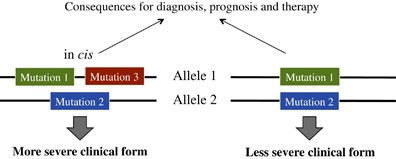 Consequences for diagnosis, prognosis and therapy
in cis
Mutation 1 Mutation 3 Allele 1 Mutation 1
Mutation 2 Allele 2 Mutation 2
More severe clinical form Less severe clinical form